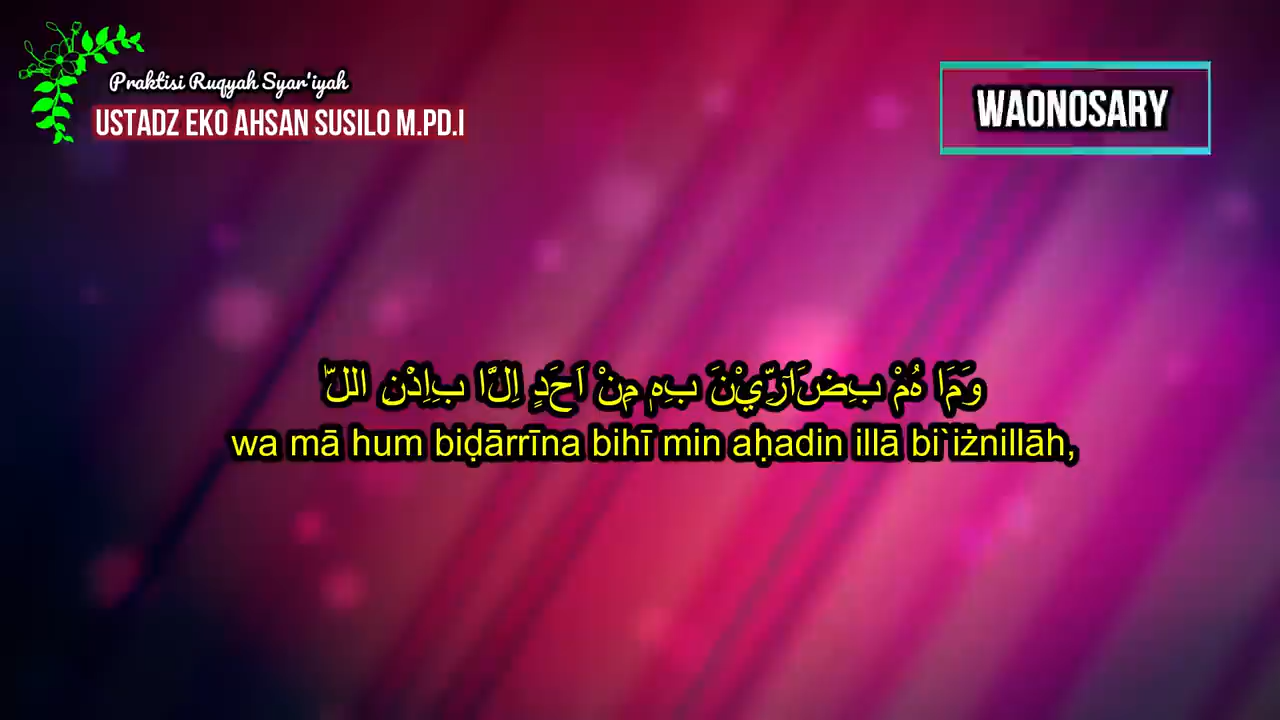 Praktisi Ruqyah Syar'iyah
USTADZ EKO AHSAN SUSILO M.PD.I
WAONOSARY
وَمَا هُمْ بِضَاۤرِّيْنَ بِهٖ مِنْ اَحَدٍ اِلَّا بِاِذْنِ اللّٰ
wa mā hum biḍārrīna bihī min aḥadin illā bi`iżnillāh,